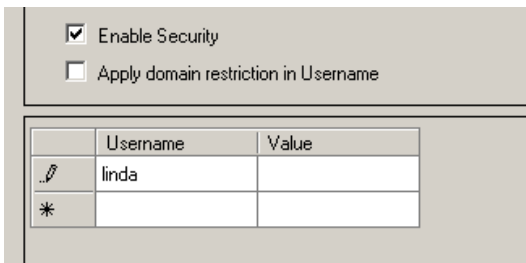 Enable Security
Apply domain restriction in Username
Username Value
linda